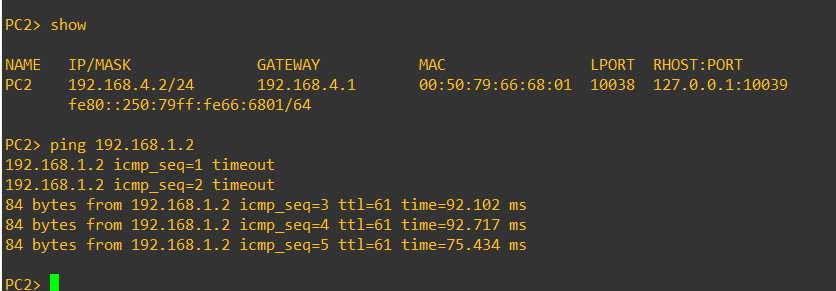 PC2> show
NAME   IP/MASK              GATEWAY           MAC                LPORT  RHOST:PORT
PC2    192.168.4.2/24       192.168.4.1       00:50:79:66:68:01  10038  127.0.0.1:10039
       fe80::250:79ff:fe66:6801/64
PC2> ping 192.168.1.2
192.168.1.2 icmp_seq=1 timeout
192.168.1.2 icmp_seq=2 timeout
84 bytes from 192.168.1.2 icmp_seq=3 ttl=61 time=92.102 ms
84 bytes from 192.168.1.2 icmp_seq=4 ttl=61 time=92.717 ms
84 bytes from 192.168.1.2 icmp_seq=5 ttl=61 time=75.434 ms
PC2>